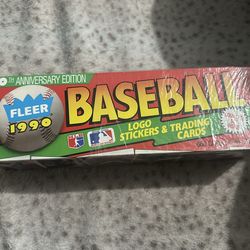 TH ANNIVERSARY EDITION
FLEER
1990
BASEBALL
LOGO
STICKERS & TRADING
CARDS